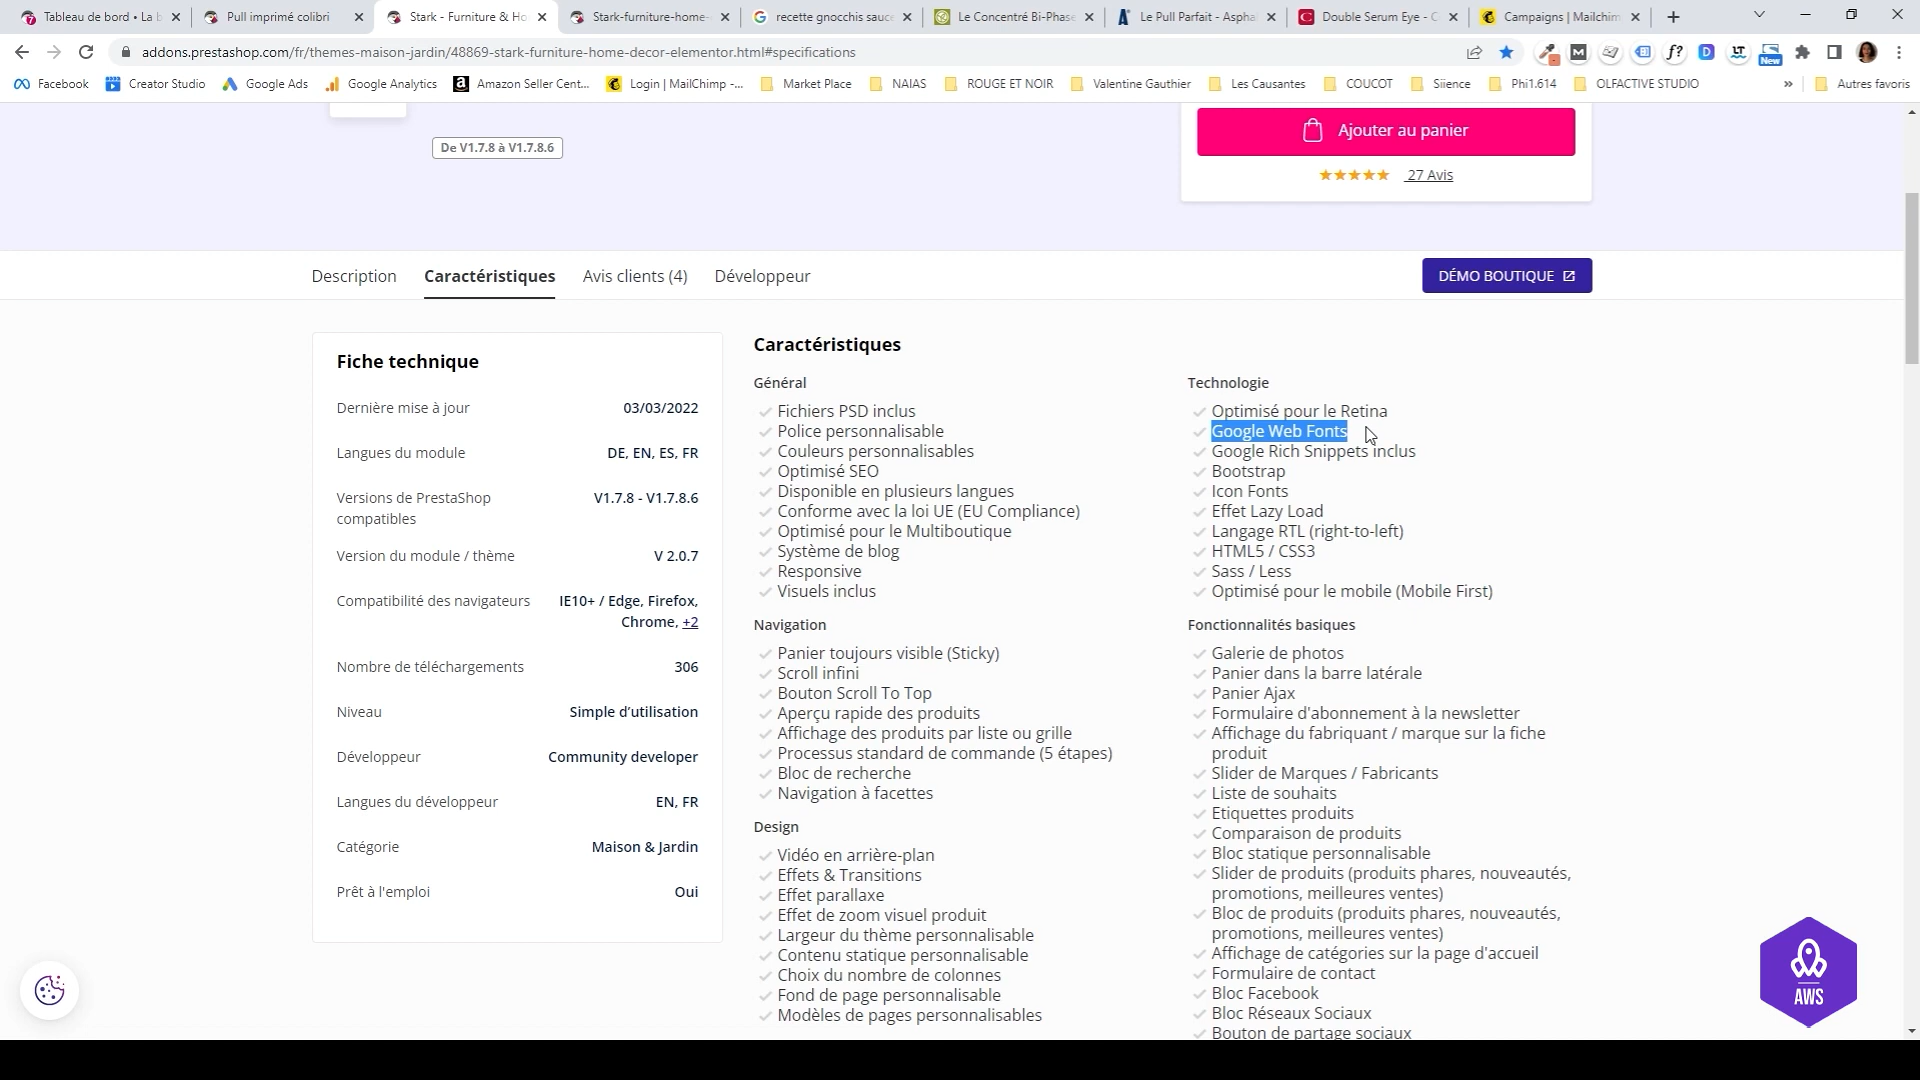 Tableau de bord • La b
Pull imprimé colibri
Stark - Furniture & Ho
Stark-furniture-home-
recette gnocchis sauce
Le Concentré Bi-Phase
Le Pull Parfait - Aspha
Double Serum Eye - C
Campaigns | Mailchim
addons.prestashop.com/fr/themes-maison-jardin/48869-stark-furniture-home-decor-elementor.html#specifications
Facebook
Creator Studio
Google Ads
Google Analytics
Amazon Seller Cent...
Login | MailChimp -...
Market Place
NAIAS
ROUGE ET NOIR
Valentine Gauthier
Les Causantes
COUCOT
Siience
Phi1.614
OLFACTIVE STUDIO
»
Autres favoris
New
De V1.7.8 à V1.7.8.6
Ajouter au panier
★★★★★ 27 Avis
Description
Caractéristiques
Avis clients (4)
Développeur
DÉMO BOUTIQUE
Fiche technique
Dernière mise à jour 03/03/2022
Langues du module DE, EN, ES, FR
Versions de PrestaShop V1.7.8 - V1.7.8.6
compatibles
Version du module / thème V 2.0.7
Compatibilité des navigateurs IE10+ / Edge, Firefox,
Chrome, +2
Nombre de téléchargements 306
Niveau Simple d'utilisation
Développeur Community developer
Langues du développeur EN, FR
Catégorie Maison & Jardin
Prêt à l'emploi Oui
Caractéristiques
Général
Fichiers PSD inclus
Police personnalisable
Couleurs personnalisables
Optimisé SEO
Disponible en plusieurs langues
Conforme avec la loi UE (EU Compliance)
Optimisé pour le Multiboutique
Système de blog
Responsive
Visuels inclus
Navigation
Panier toujours visible (Sticky)
Scroll infini
Bouton Scroll To Top
Aperçu rapide des produits
Affichage des produits par liste ou grille
Processus standard de commande (5 étapes)
Bloc de recherche
Navigation à facettes
Design
Vidéo en arrière-plan
Effets & Transitions
Effet parallaxe
Effet de zoom visuel produit
Largeur du thème personnalisable
Contenu statique personnalisable
Choix du nombre de colonnes
Fond de page personnalisable
Modèles de pages personnalisables
Technologie
Optimisé pour le Retina
Google Web Fonts
Google Rich Snippets inclus
Bootstrap
Icon Fonts
Effet Lazy Load
Langage RTL (right-to-left)
HTML5 / CSS3
Sass / Less
Optimisé pour le mobile (Mobile First)
Fonctionnalités basiques
Galerie de photos
Panier dans la barre latérale
Panier Ajax
Formulaire d'abonnement à la newsletter
Affichage du fabriquant / marque sur la fiche
produit
Slider de Marques / Fabricants
Liste de souhaits
Etiquettes produits
Comparaison de produits
Bloc statique personnalisable
Slider de produits (produits phares, nouveautés,
promotions, meilleures ventes)
Bloc de produits (produits phares, nouveautés,
promotions, meilleures ventes)
Affichage de catégories sur la page d'accueil
Formulaire de contact
Bloc Facebook
Bloc Réseaux Sociaux
Bouton de partage sociaux
AWS